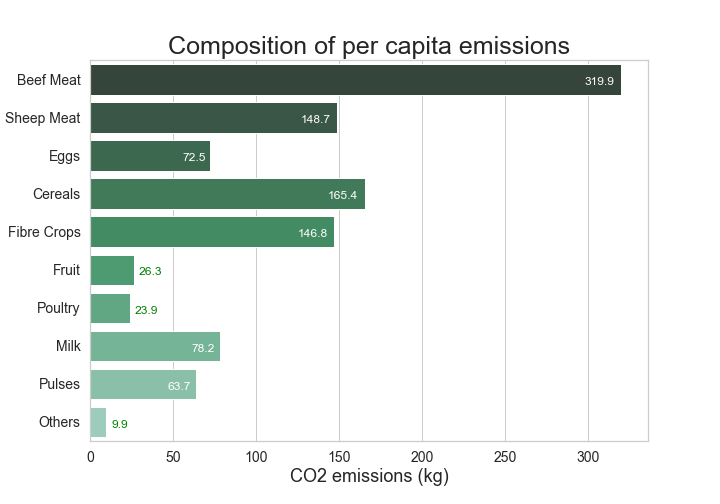 Composition of per capita emissions
Beef Meat 319.9
Sheep Meat 148.7
Eggs 72.5
Cereals 165.4
Fibre Crops 146.8
Fruit 26.3
Poultry 23.9
Milk 78.2
Pulses 63.7
Others 9.9
0 50 100 150 200 250 300
CO2 emissions (kg)